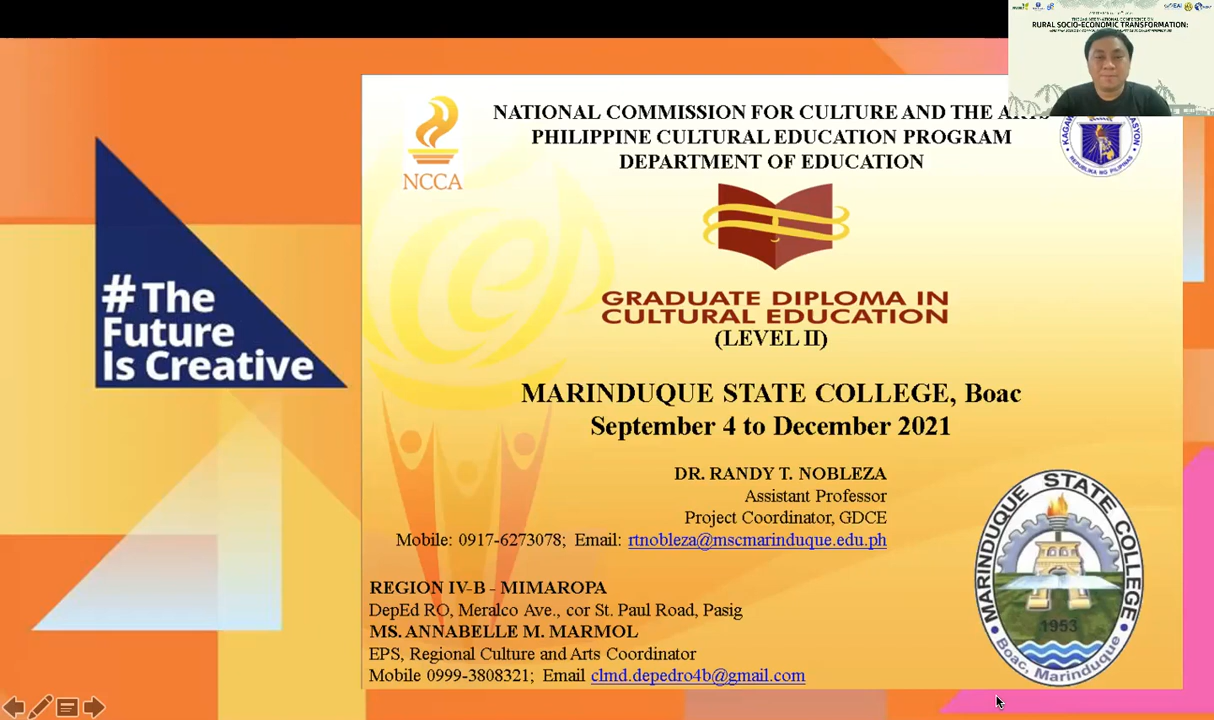 RURAL SOCIO-ECONOMIC TRANSFORMATION:
NATIONAL COMMISSION FOR CULTURE AND THE
PHILIPPINE CULTURAL EDUCATION PROGRAM
DEPARTMENT OF EDUCATION
NCCA
REPUBLIKA NG PILIPINAS
GRADUATE DIPLOMA IN
CULTURAL EDUCATION
(LEVEL II)
# The
Future
Is Creative
MARINDUQUE STATE COLLEGE, Boac
September 4 to December 2021
DR. RANDY T. NOBLEZA
Assistant Professor
Project Coordinator, GDCE
Mobile: 0917-6273078; Email: rtnobleza@mscmarinduque.edu.ph
REGION IV-B - MIMAROPA
DepEd RO, Meralco Ave., cor St. Paul Road, Pasig
MS. ANNABELLE M. MARMOL
EPS, Regional Culture and Arts Coordinator
Mobile 0999-3808321; Email clmd.depedro4b@gmail.com
MARINDUQUE STATE COLLEGE
1953
Boac, Marinduque